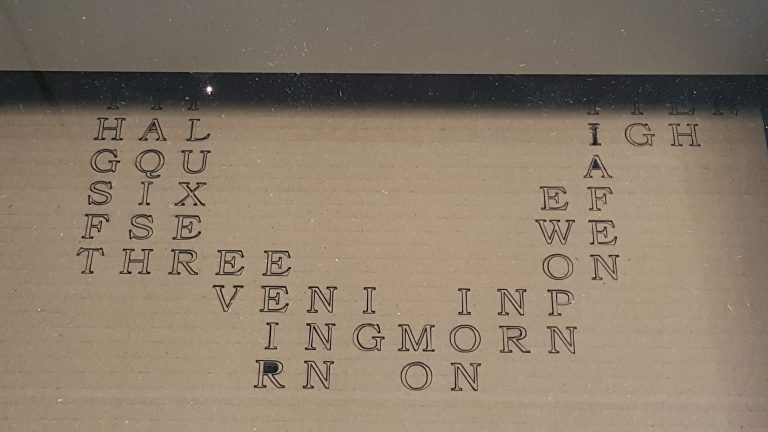 H A L I G H
G Q U A
S I X E F
F S E W E
T H R E E O N
V E N I I N P
I N G M O R N
R N O N